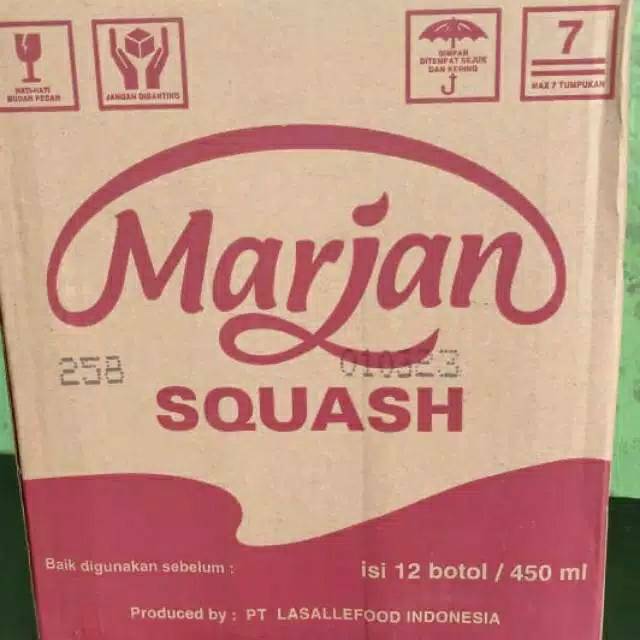 HATI-HATI
MUDAH PECAH
JANGAN DIBANTING
SIMPAN
DITEMPAT SEJUK
DAN KERING
7
MAX 7 TUMPUKAN
Marjan
258
010323
SQUASH
Baik digunakan sebelum :
isi 12 botol / 450 ml
Produced by : PT LASALLEFOOD INDONESIA